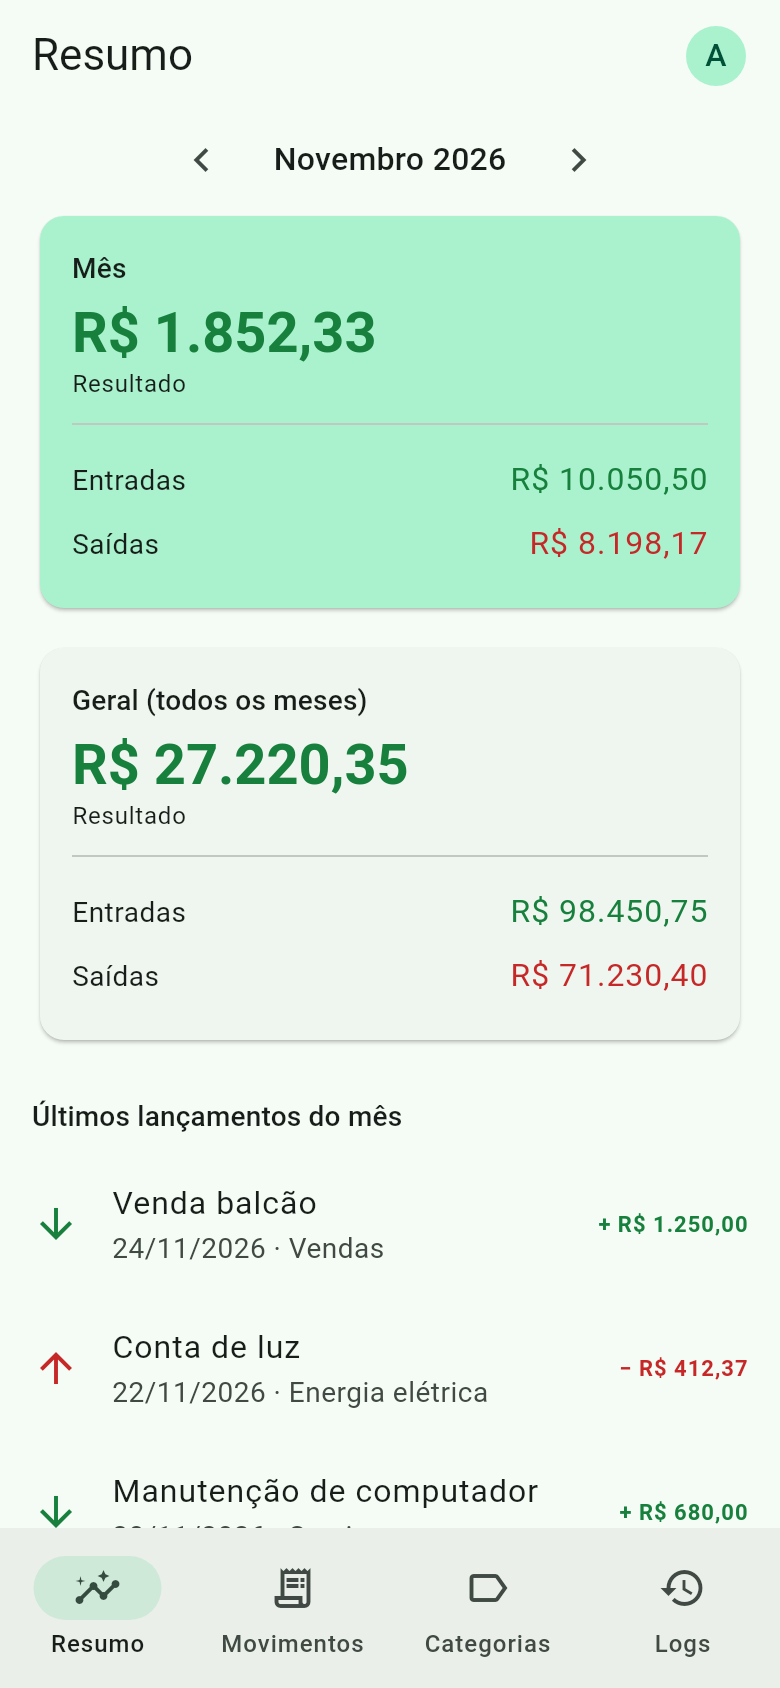 Resumo
A
Novembro 2026
Mês
R$ 1.852,33
Resultado
Entradas R$ 10.050,50
Saídas R$ 8.198,17
Geral (todos os meses)
R$ 27.220,35
Resultado
Entradas R$ 98.450,75
Saídas R$ 71.230,40
Últimos lançamentos do mês
Venda balcão
24/11/2026 · Vendas
+ R$ 1.250,00
Conta de luz
22/11/2026 · Energia elétrica
− R$ 412,37
Manutenção de computador
+ R$ 680,00
Resumo Movimentos Categorias Logs